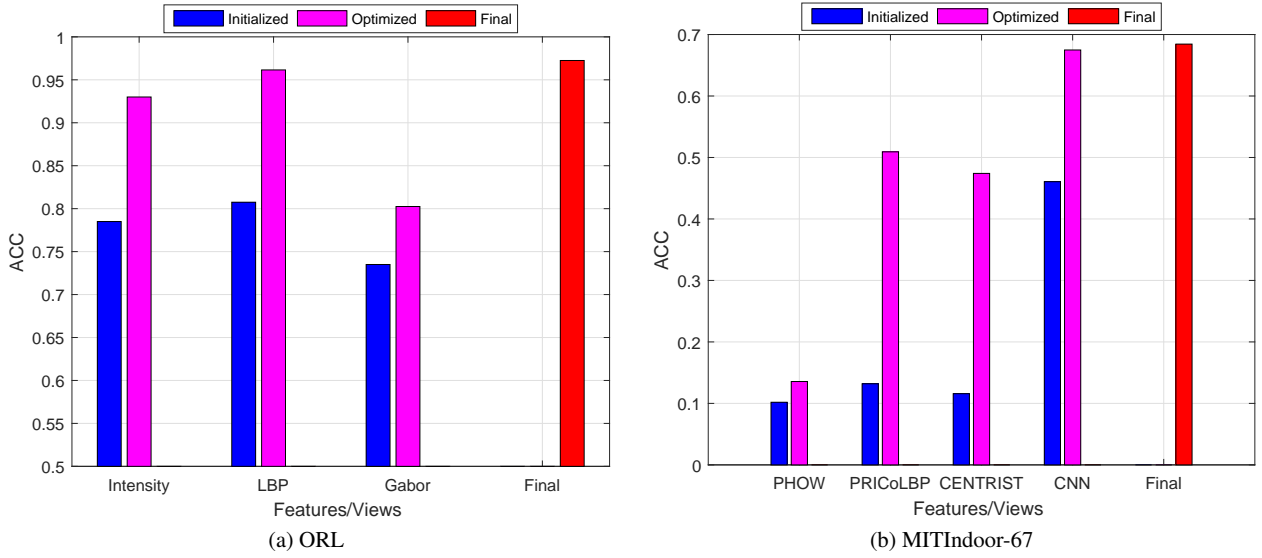 Initialized Optimized Final
1
0.95
0.9
0.85
0.8
0.75
0.7
0.65
0.6
0.55
0.5
ACC
Intensity LBP Gabor Final
Features/Views
(a) ORL
Initialized Optimized Final
0.7
0.6
0.5
0.4
0.3
0.2
0.1
0
ACC
PHOW PRICoLBP CENTRIST CNN Final
Features/Views
(b) MITIndoor-67